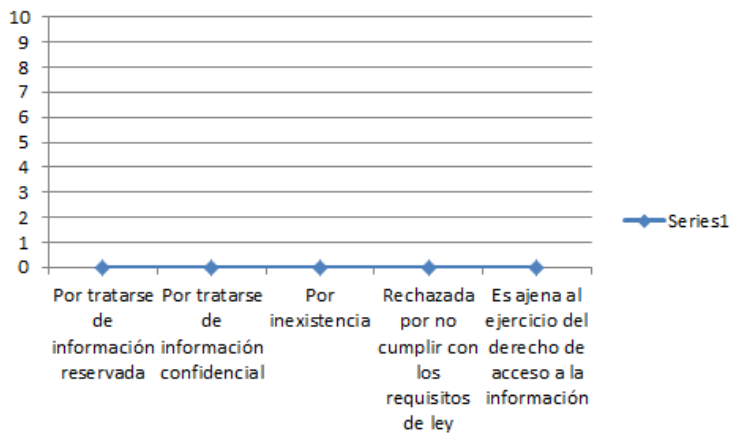 10
9
8
7
6
5
4
3
2
1
0
Series1
Por tratarse
de
información
reservada
Por tratarse
de
información
confidencial
Por
inexistencia
Rechazada
por no
cumplir con
los
requisitos
de ley
Es ajena al
ejercicio del
derecho de
acceso a la
información